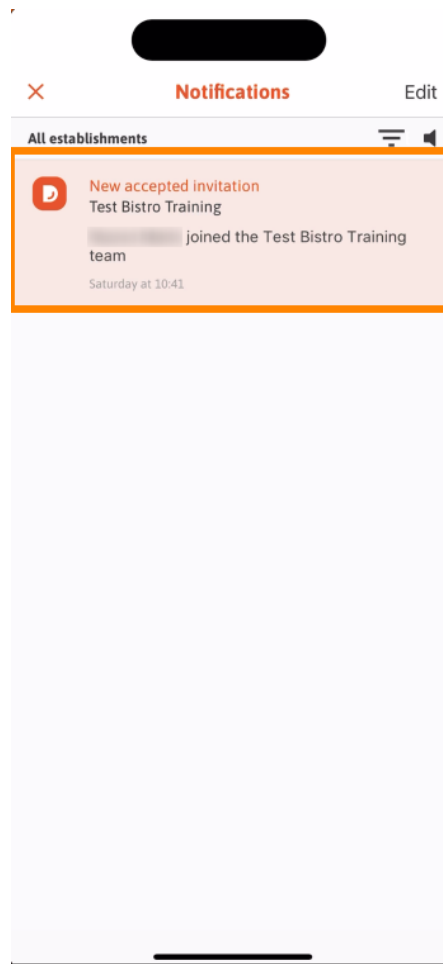 Notifications
Edit
All establishments
New accepted invitation
Test Bistro Training
joined the Test Bistro Training
team
Saturday at 10:41